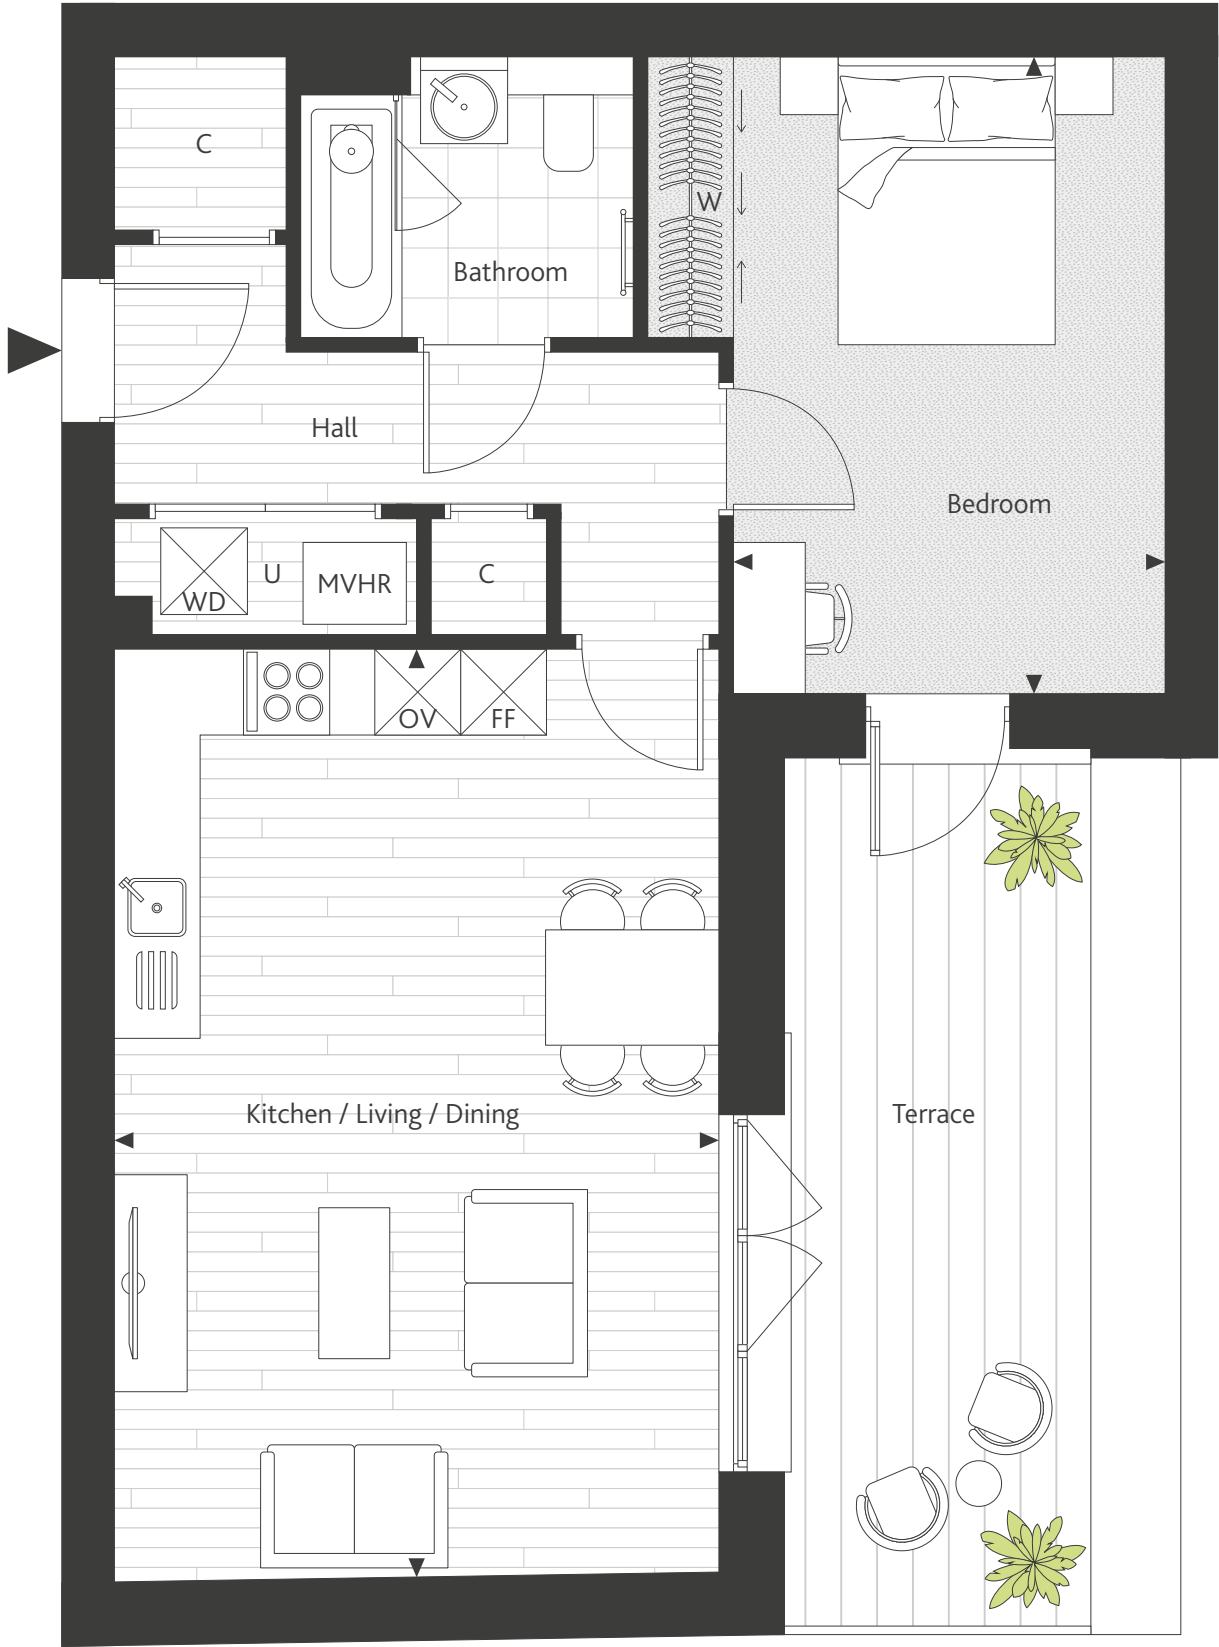 C
W
Bathroom
Hall
Bedroom
U
MVHR
WD
C
OV
FF
Kitchen / Living / Dining
Terrace